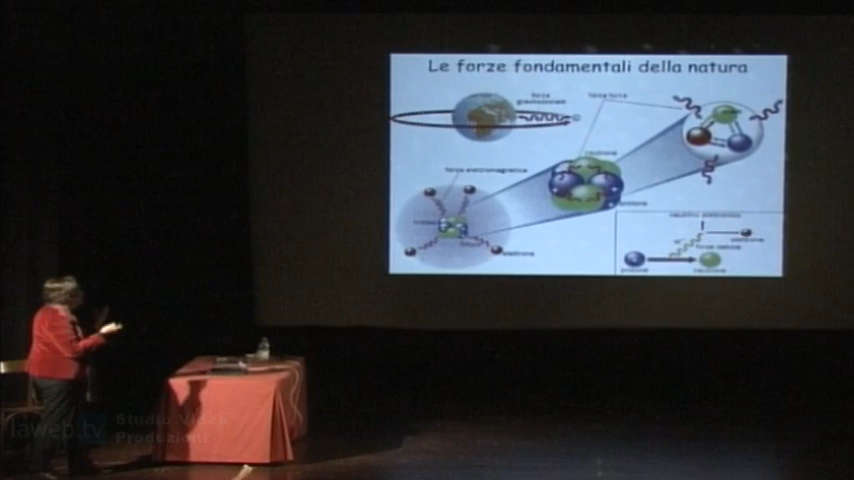 Le forze fondamentali della natura
forza
gravitazionale
forza forte
neutrone
forza elettromagnetica
protone
elettrone
neutrino elettronico
elettrone
forza debole
protone
neutrone
laweb.tv
Studio Video
Produzioni